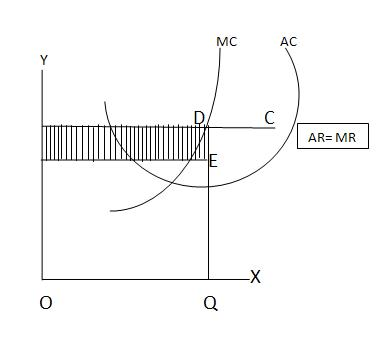 MC AC
Y
D C
AR= MR
E
X
O Q